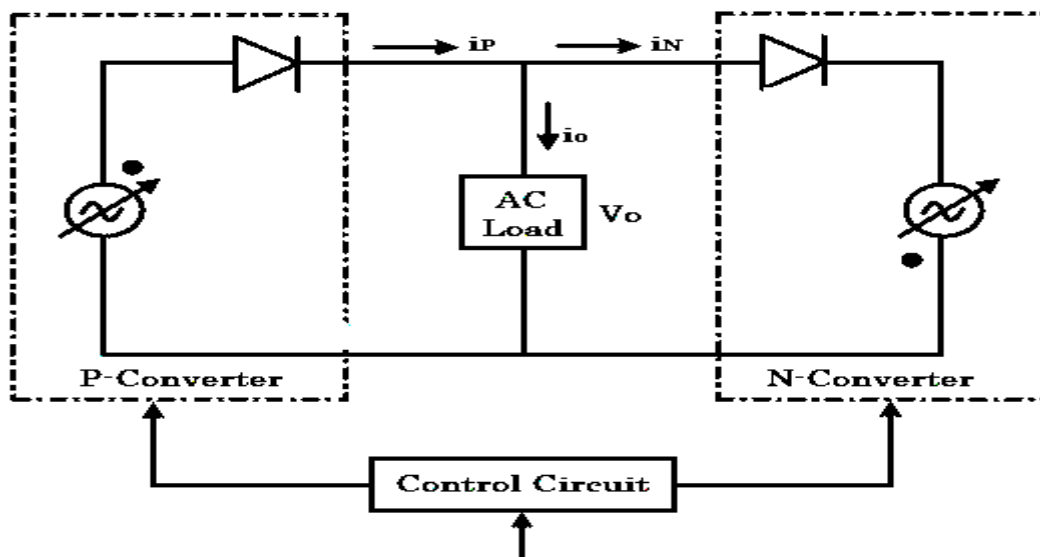 iP
iN
io
AC
Load
Vo
P-Converter
N-Converter
Control Circuit